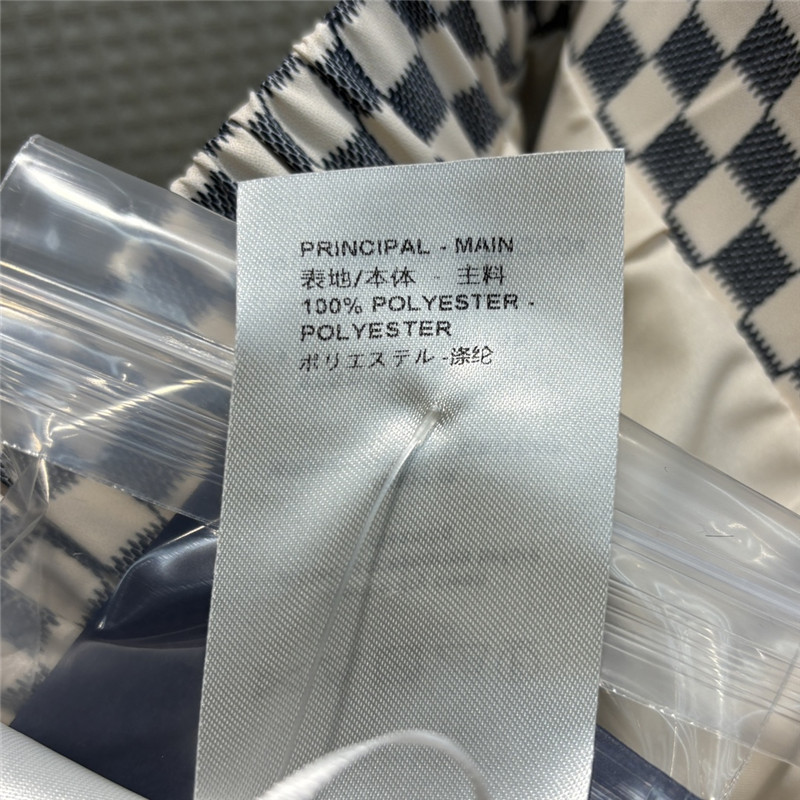 PRINCIPAL - MAIN
表地/本体 - 主料
100% POLYESTER -
POLYESTER
ポリエステル -涤纶